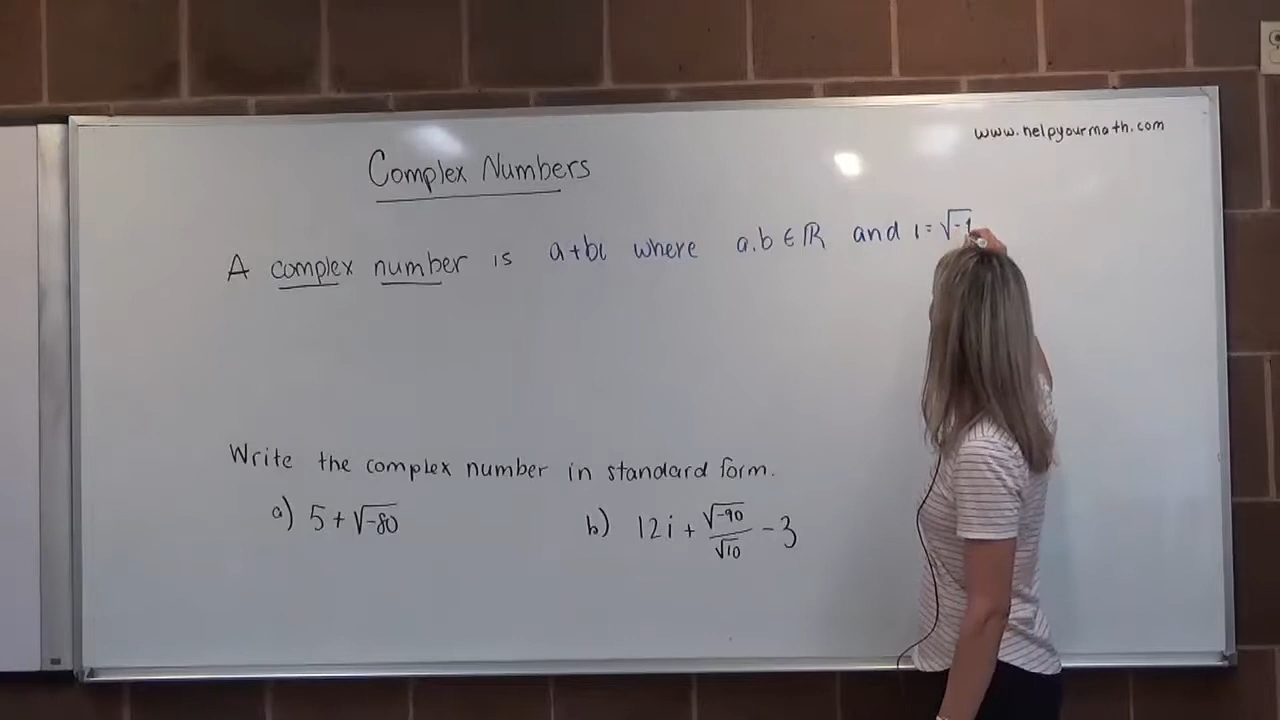 www.helpyourmath.com
Complex Numbers
A complex number is a+bi where a,b ∈ ℝ and i = √-1
Write the complex number in standard form.
a) 5 + √-80
b) 12i + √-90/√10 - 3